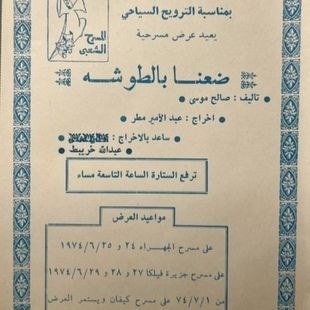 المسرح
الشعبي
بمناسبة الترويج السياحي
يعيد عرض مسرحية
ضعنا بالطوشه
تاليف : صالح موسى
اخراج : عبد الأمير مطر
ساعد بالاخراج :
عبدالله خريبط
ترفع الستارة الساعة التاسعة مساء
مواعيد العرض
على مسرح الجهراء ٢٤ و ١٩٧٤/٦/٢٥
على مسرح جزيرة فيلكا ٢٧ و ٢٨ و ١٩٧٤/٦/٢٩
من ٧٤/٧/١ على مسرح كيفان ويستمر العرض